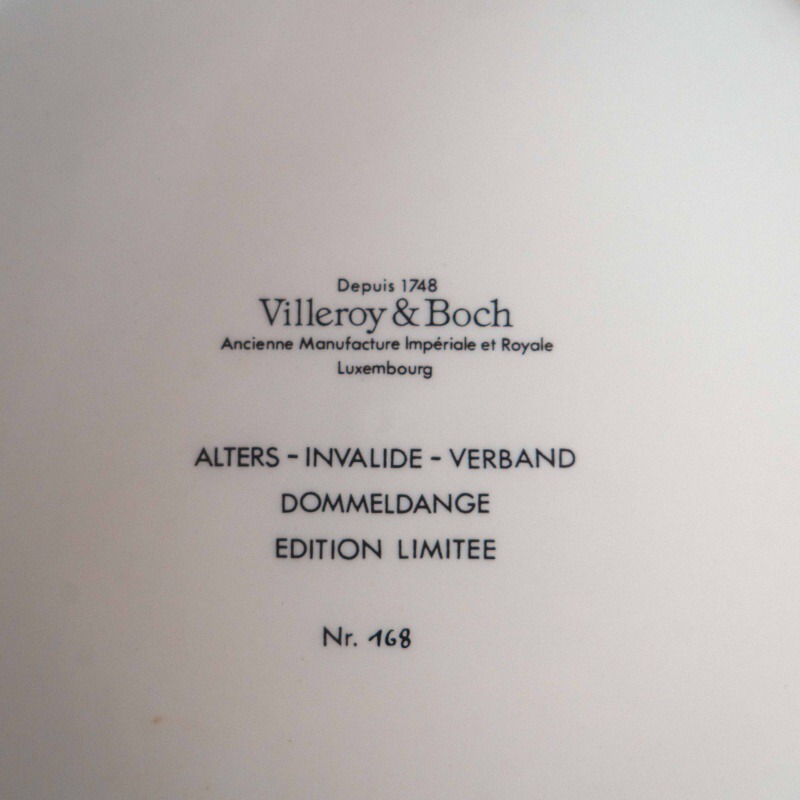 Depuis 1748
Villeroy & Boch
Ancienne Manufacture Impériale et Royale
Luxembourg
ALTERS - INVALIDE - VERBAND
DOMMELDANGE
EDITION LIMITEE
Nr. 168